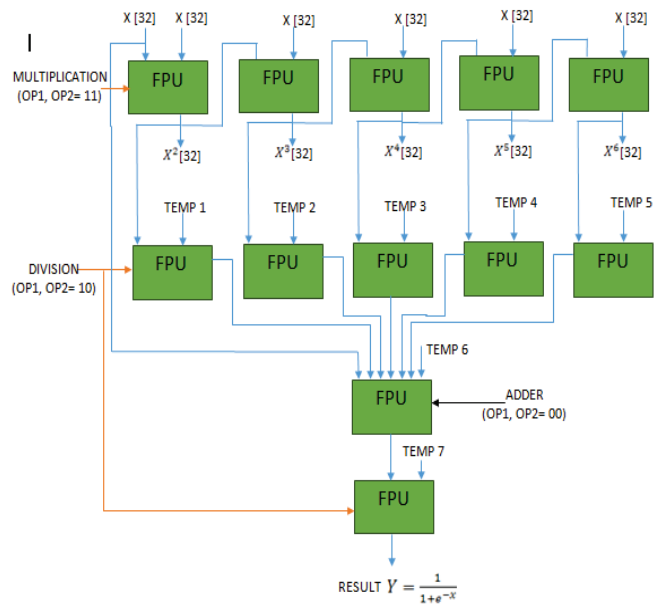 X [32] X [32] X [32] X [32] X [32] X [32]
I
MULTIPLICATION
(OP1, OP2= 11)
FPU FPU FPU FPU FPU
X²[32] X³[32] X⁴[32] X⁵[32] X⁶[32]
TEMP 1 TEMP 2 TEMP 3 TEMP 4 TEMP 5
DIVISION
(OP1, OP2= 10)
FPU FPU FPU FPU FPU
TEMP 6
FPU
ADDER
(OP1, OP2= 00)
TEMP 7
FPU
RESULT Y = 1/(1+e⁻ˣ)